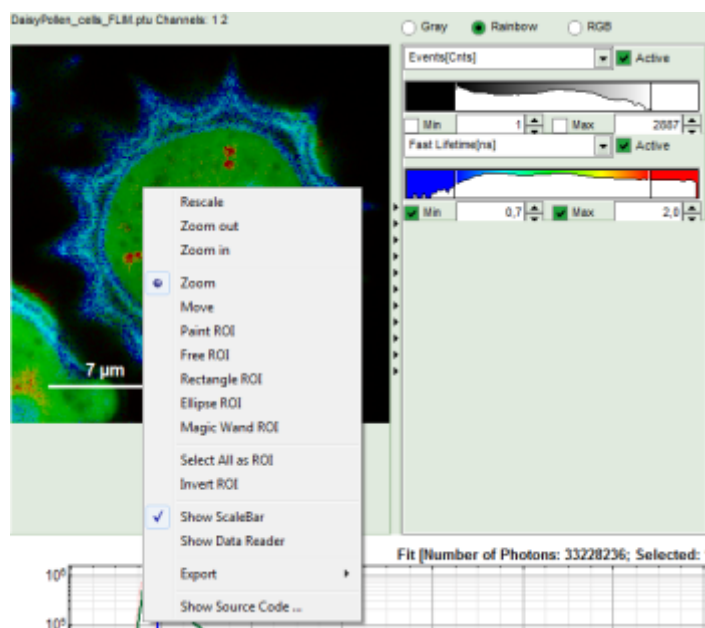 DaisyPollen_cells_FLIM.ptu Channels: 1 2
Gray Rainbow RGB
Events[Cnts] Active
Min 1 Max 2887
Fast Lifetime[ns] Active
Min 0,7 Max 2,0
Rescale
Zoom out
Zoom in
Zoom
Move
Paint ROI
Free ROI
Rectangle ROI
Ellipse ROI
Magic Wand ROI
Select All as ROI
Invert ROI
Show ScaleBar
Show Data Reader
Export
Show Source Code ...
7 µm
Fit [Number of Photons: 33228236; Selected:
10⁶
10⁵